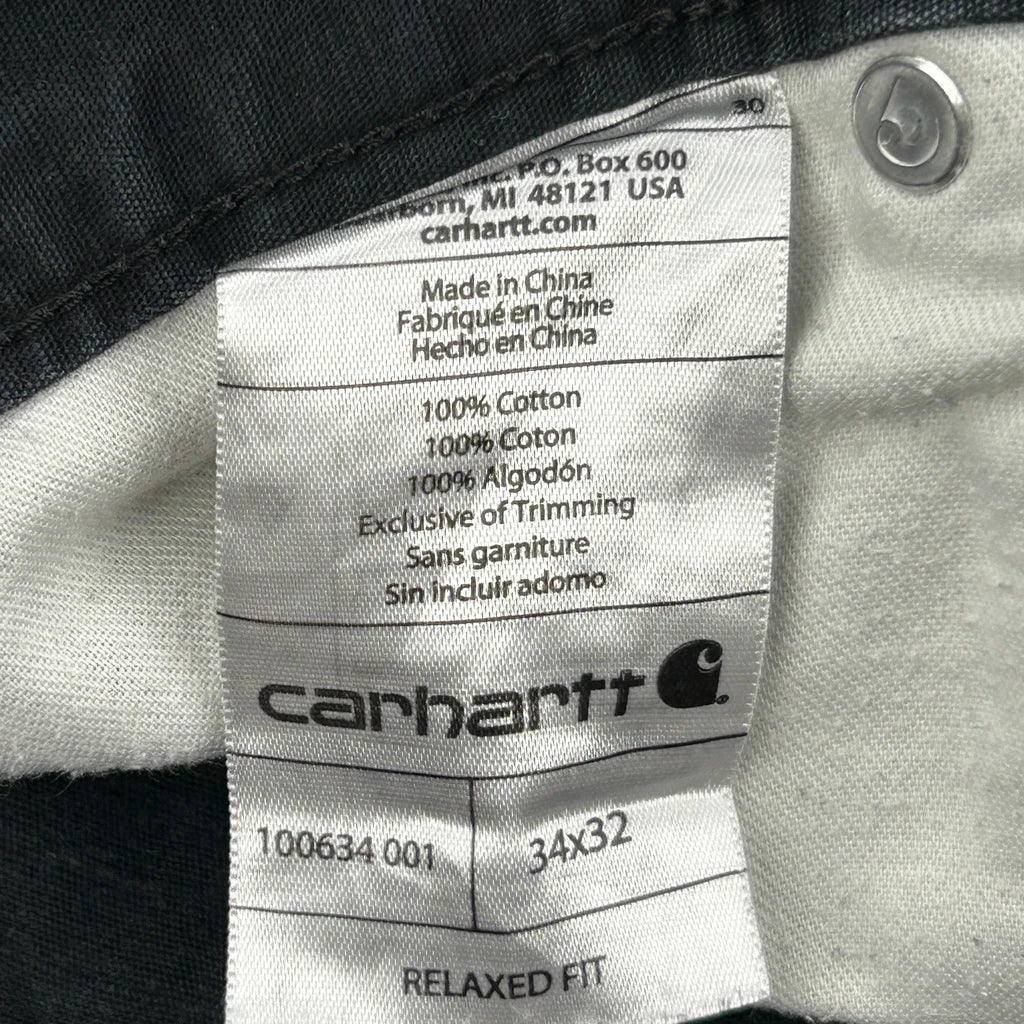 30
P.O. Box 600
MI 48121 USA
carhartt.com
Made in China
Fabriqué en Chine
Hecho en China
100% Cotton
100% Coton
100% Algodón
Exclusive of Trimming
Sans garniture
Sin incluir adorno
carhartt
100634 001
34x32
RELAXED FIT